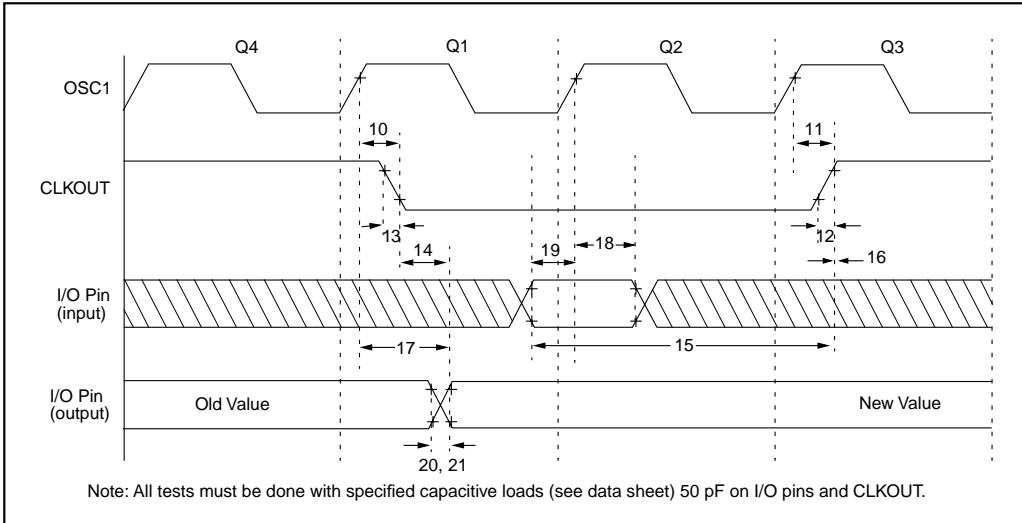 Q4 Q1 Q2 Q3
OSC1
10 11
CLKOUT
13 12
14 19 18 16
I/O Pin
(input)
17 15
I/O Pin
(output)
Old Value New Value
20, 21
Note: All tests must be done with specified capacitive loads (see data sheet) 50 pF on I/O pins and CLKOUT.